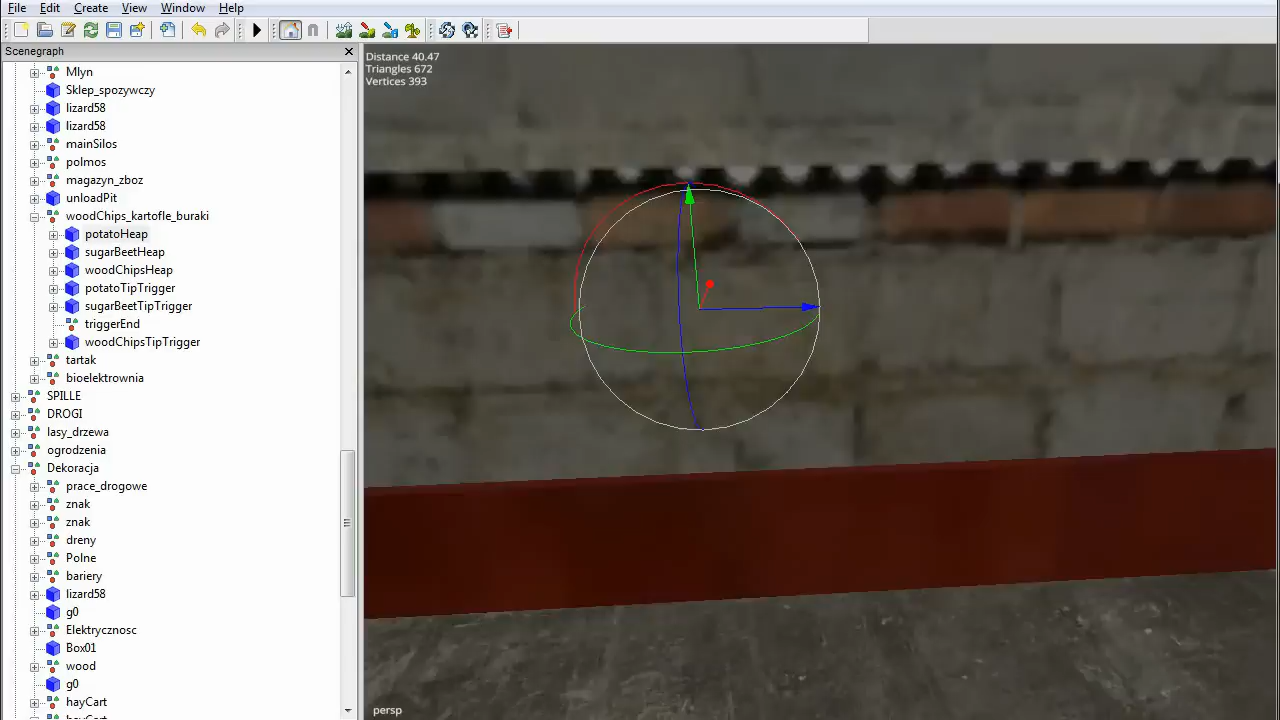 File Edit Create View Window Help
Scenegraph
Distance 40.47
Triangles 672
Vertices 393
Mlyn
Sklep_spozywczy
lizard58
lizard58
mainSilos
polmos
magazyn_zboz
unloadPit
woodChips_kartofle_buraki
potatoHeap
sugarBeetHeap
woodChipsHeap
potatoTipTrigger
sugarBeetTipTrigger
triggerEnd
woodChipsTipTrigger
tartak
bioelektrownia
SPILLE
DROGI
lasy_drzewa
ogrodzenia
Dekoracja
prace_drogowe
znak
znak
dreny
Polne
bariery
lizard58
g0
Elektrycznosc
Box01
wood
g0
hayCart
hayCart
persp